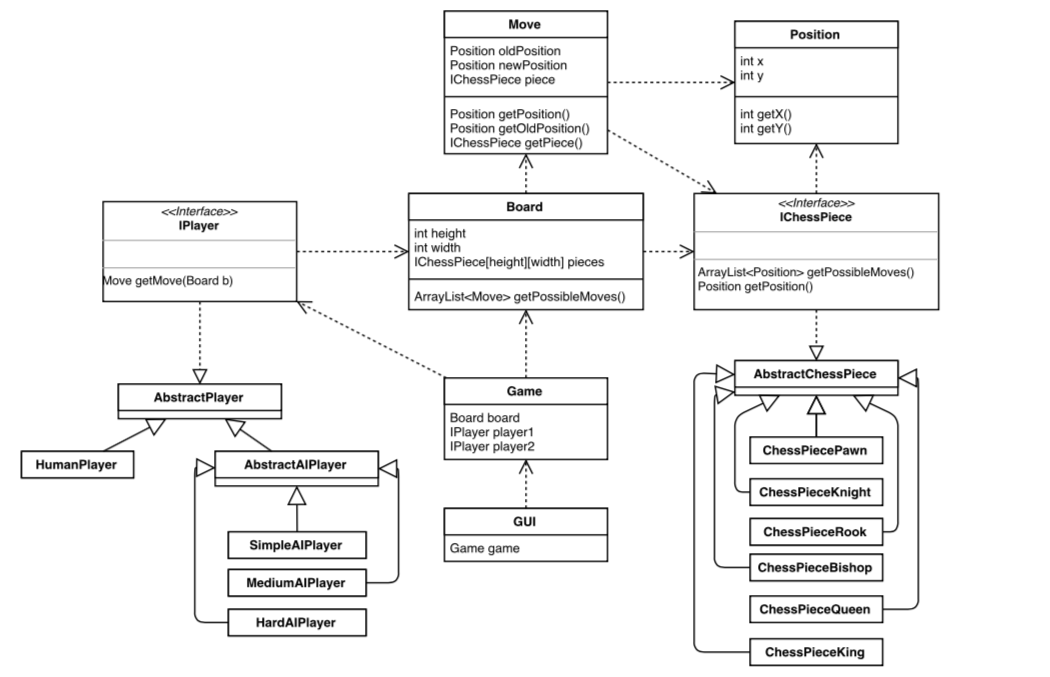 Move
Position oldPosition
Position newPosition
IChessPiece piece
Position getPosition()
Position getOldPosition()
IChessPiece getPiece()
Position
int x
int y
int getX()
int getY()
<<Interface>>
IPlayer
Move getMove(Board b)
Board
int height
int width
IChessPiece[height][width] pieces
ArrayList<Move> getPossibleMoves()
<<Interface>>
IChessPiece
ArrayList<Position> getPossibleMoves()
Position getPosition()
AbstractPlayer
HumanPlayer
AbstractAIPlayer
SimpleAIPlayer
MediumAIPlayer
HardAIPlayer
Game
Board board
IPlayer player1
IPlayer player2
GUI
Game game
AbstractChessPiece
ChessPiecePawn
ChessPieceKnight
ChessPieceRook
ChessPieceBishop
ChessPieceQueen
ChessPieceKing